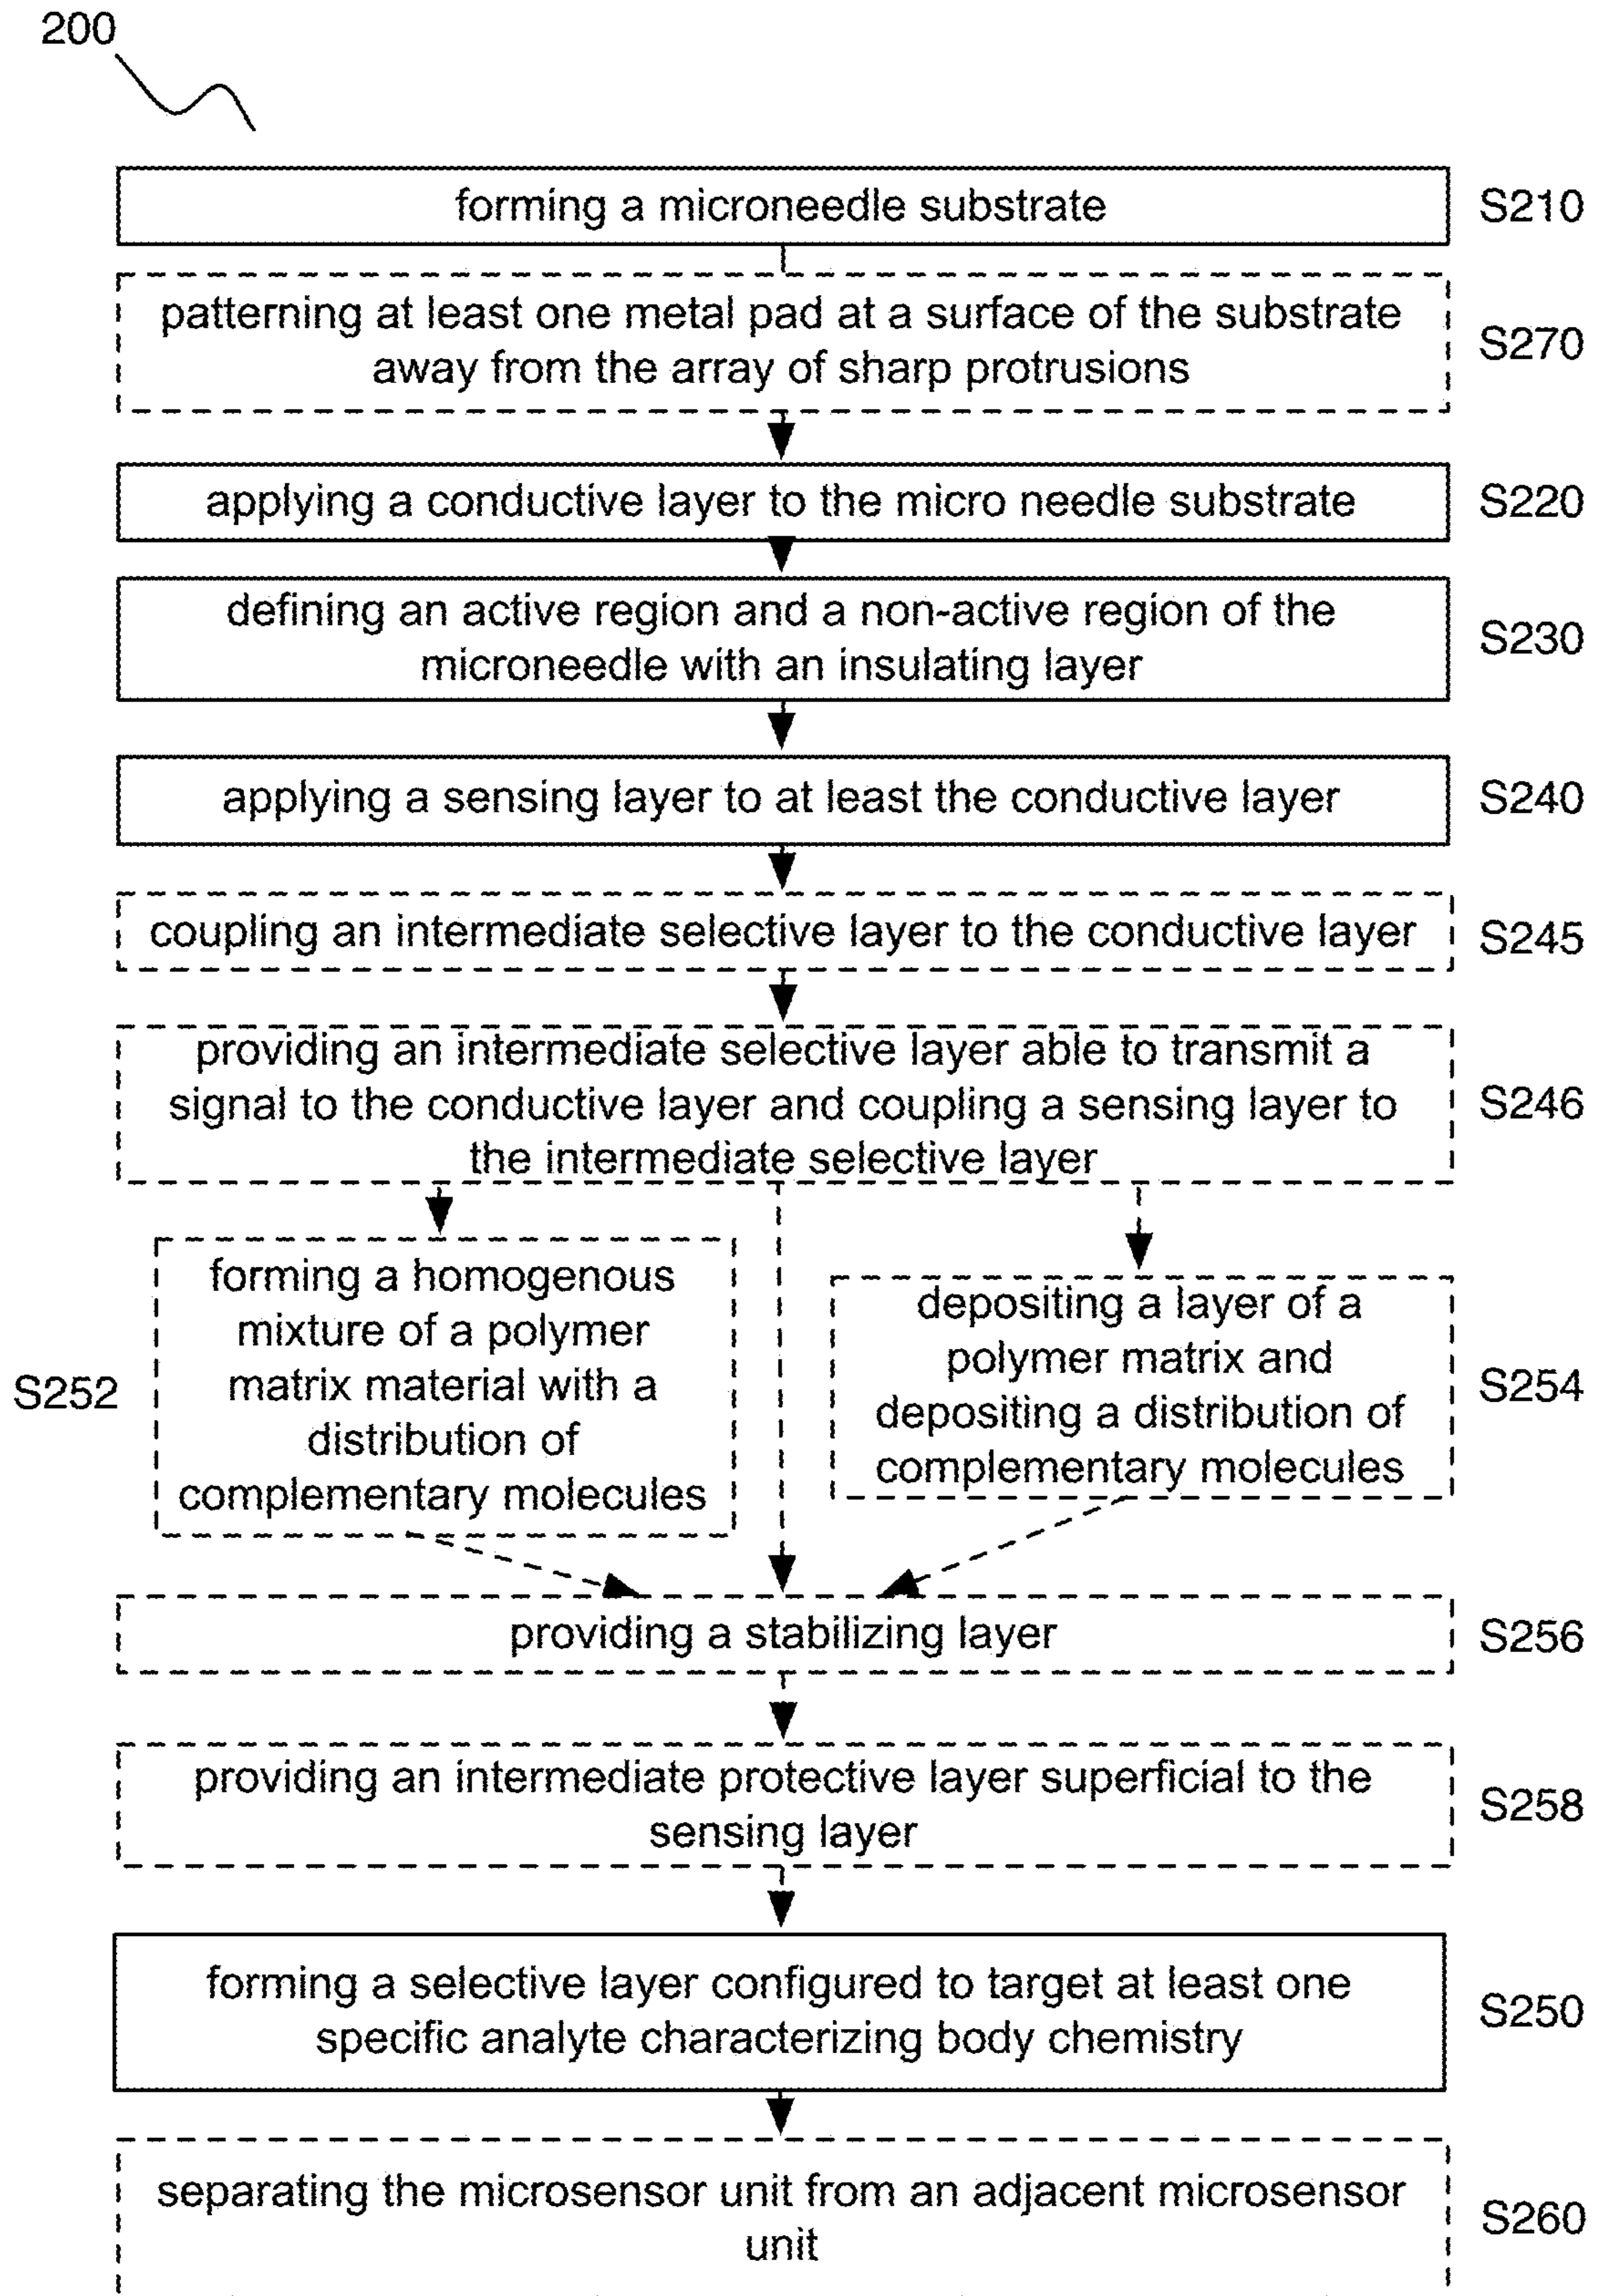 200
forming a microneedle substrate
S210
patterning at least one metal pad at a surface of the substrate
away from the array of sharp protrusions
S270
applying a conductive layer to the micro needle substrate
S220
defining an active region and a non-active region of the
microneedle with an insulating layer
S230
applying a sensing layer to at least the conductive layer
S240
coupling an intermediate selective layer to the conductive layer
S245
providing an intermediate selective layer able to transmit a
signal to the conductive layer and coupling a sensing layer to
the intermediate selective layer
S246
S252
forming a homogenous
mixture of a polymer
matrix material with a
distribution of
complementary molecules
depositing a layer of a
polymer matrix and
depositing a distribution of
complementary molecules
S254
providing a stabilizing layer
S256
providing an intermediate protective layer superficial to the
sensing layer
S258
forming a selective layer configured to target at least one
specific analyte characterizing body chemistry
S250
separating the microsensor unit from an adjacent microsensor
unit
S260